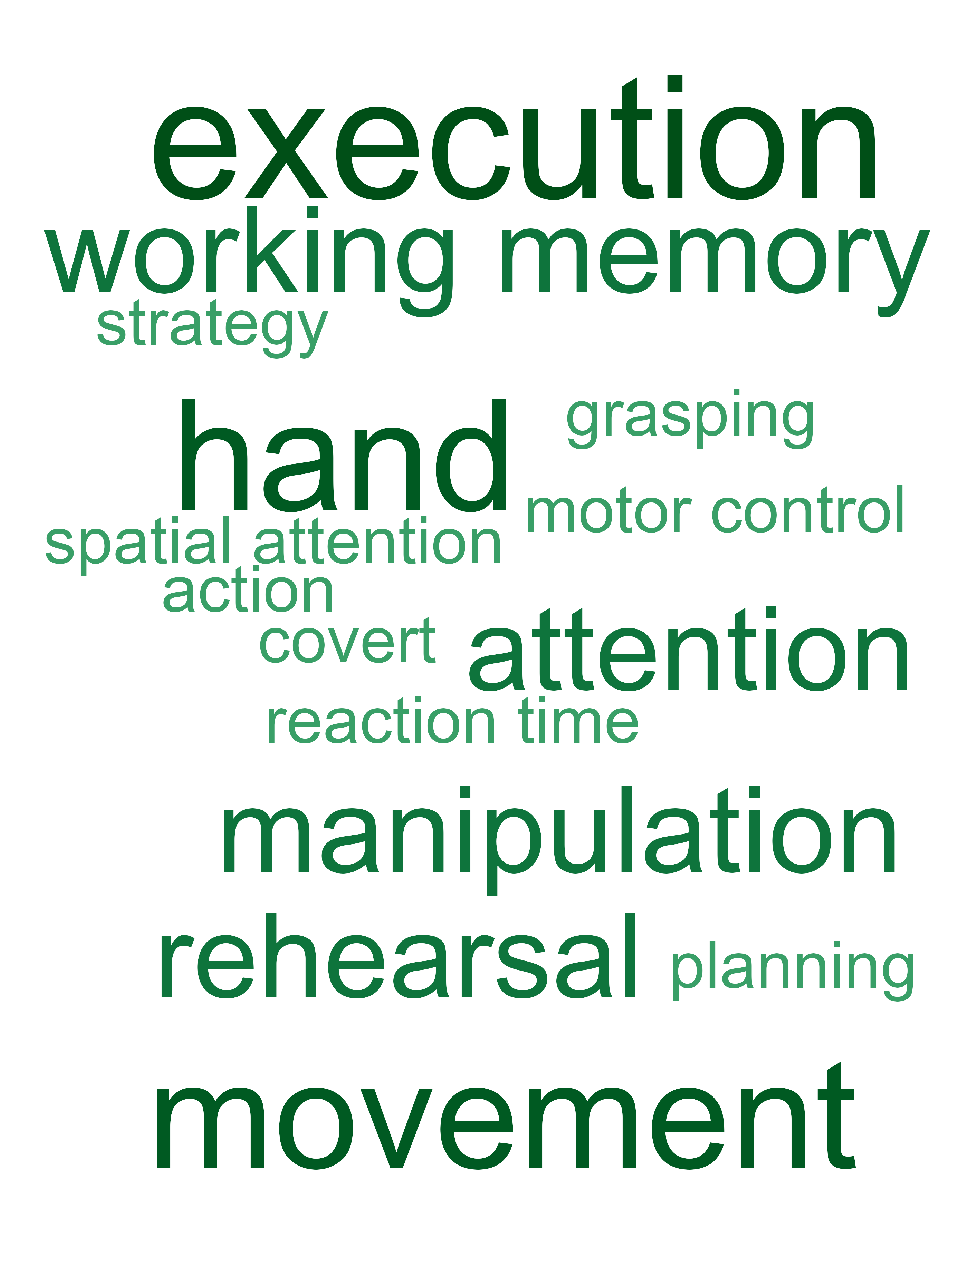 execution
working memory
strategy
grasping
hand
motor control
spatial attention
action
covert
attention
reaction time
manipulation
rehearsal
planning
movement